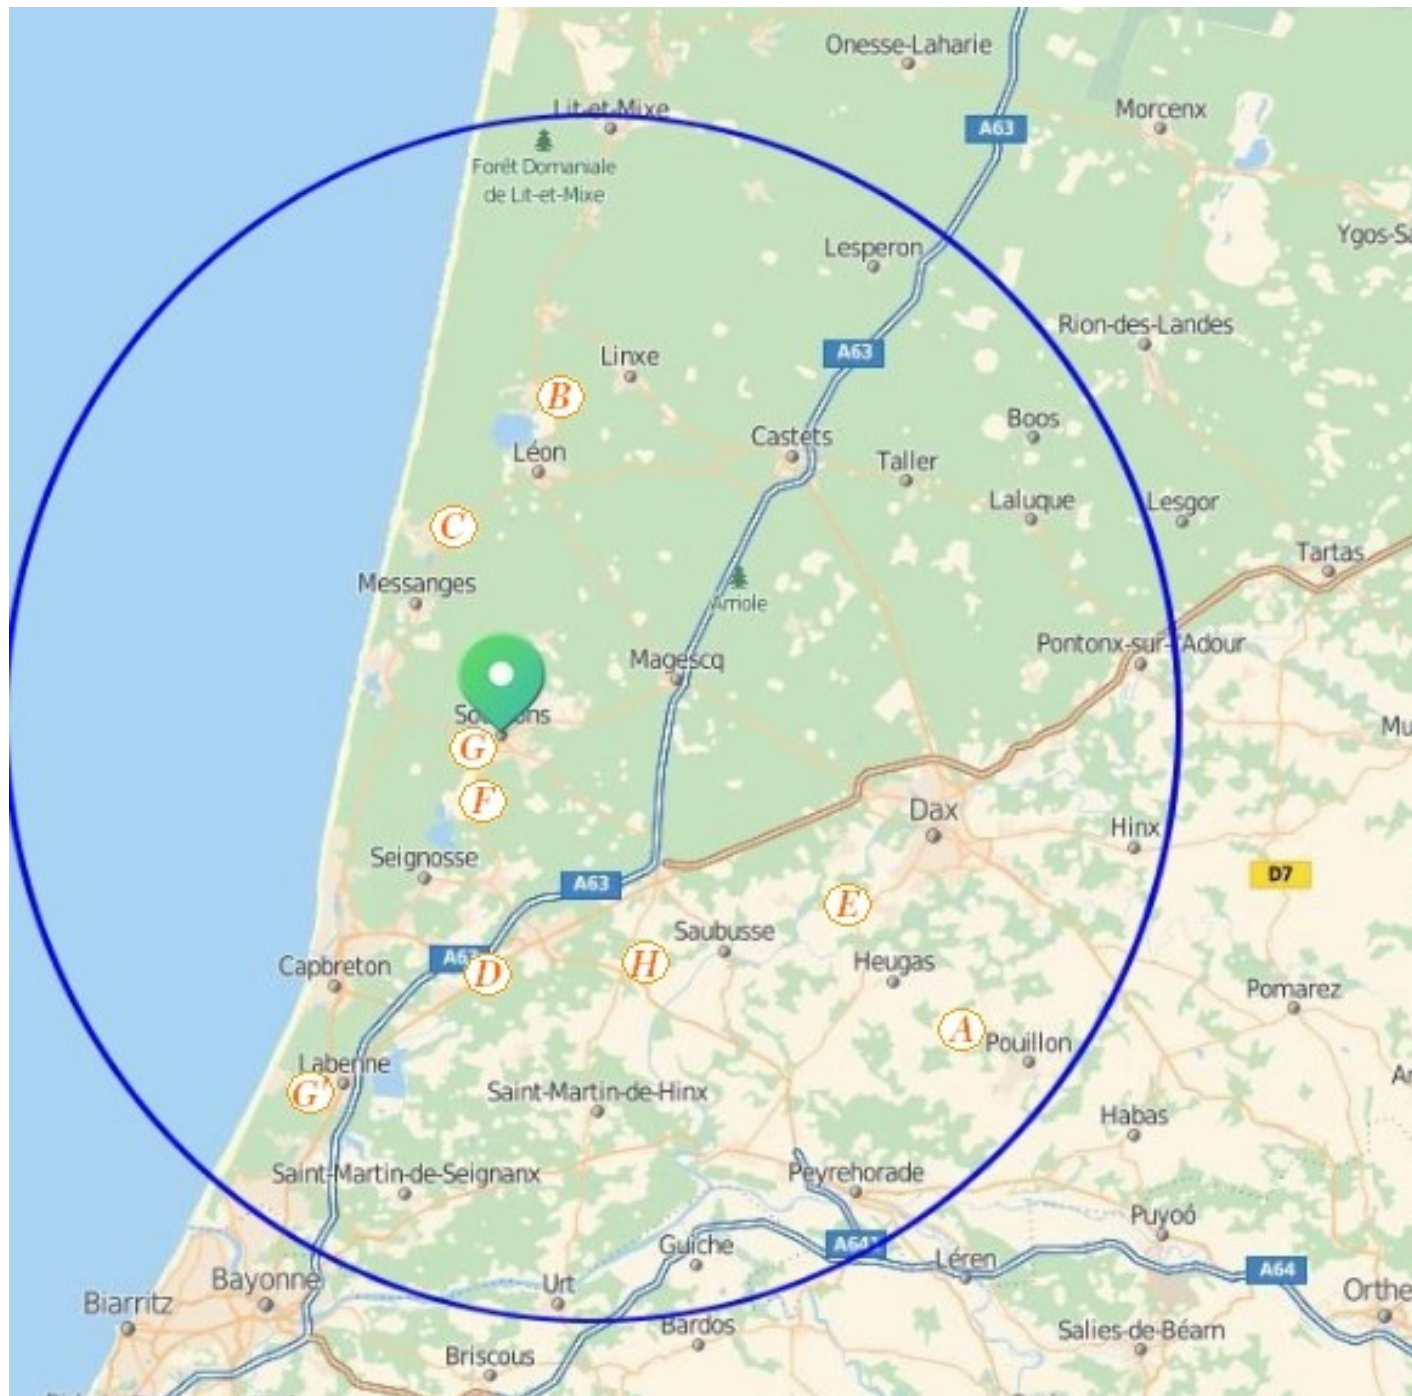 Onesse-Laharie
Lit-et-Mixe
A63
Morcenx
Forêt Domaniale
de Lit-et-Mixe
Lesperon
Rion-des-Landes
A63
Linxe
B
Boos
Castets
Léon
Taller
Laluque
Lesgor
C
Tartas
Messanges
Magescq
Pontonx-sur-l'Adour
G
F
Dax
Hinx
Seignosse
A63
D7
E
Saubusse
A63
D
H
Capbreton
Heugas
Pomarez
A
Pouillon
Labenne
G'
Saint-Martin-de-Hinx
Habas
Saint-Martin-de-Seignanx
Peyrehorade
Puyoô
Guiche
A641
Léren
A64
Bayonne
Urt
Biarritz
Bardos
Salies-de-Béarn
Briscous